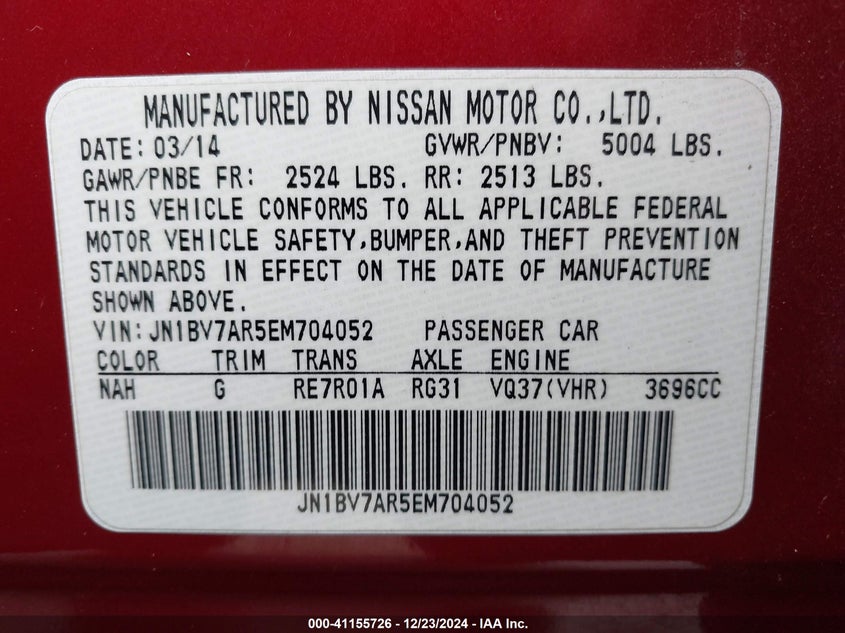 MANUFACTURED BY NISSAN MOTOR CO.,LTD.
DATE: 03/14 GVWR/PNBV: 5004 LBS.
GAWR/PNBE FR: 2524 LBS. RR: 2513 LBS.
THIS VEHICLE CONFORMS TO ALL APPLICABLE FEDERAL
MOTOR VEHICLE SAFETY,BUMPER,AND THEFT PREVENTION
STANDARDS IN EFFECT ON THE DATE OF MANUFACTURE
SHOWN ABOVE.
VIN: JN1BV7AR5EM704052 PASSENGER CAR
COLOR TRIM TRANS AXLE ENGINE
NAH G RE7R01A RG31 VQ37(VHR) 3696CC
JN1BV7AR5EM704052
000-41155726 - 12/23/2024 - IAA Inc.